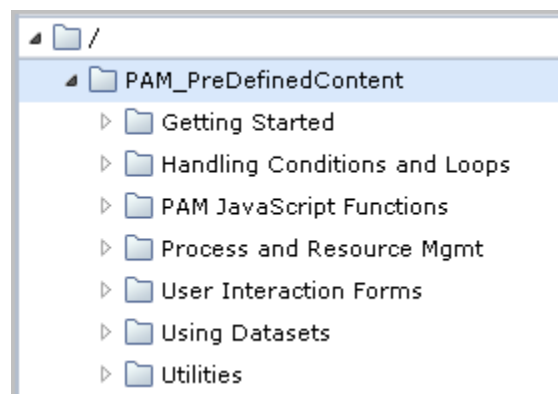 /
PAM_PreDefinedContent
Getting Started
Handling Conditions and Loops
PAM JavaScript Functions
Process and Resource Mgmt
User Interaction Forms
Using Datasets
Utilities